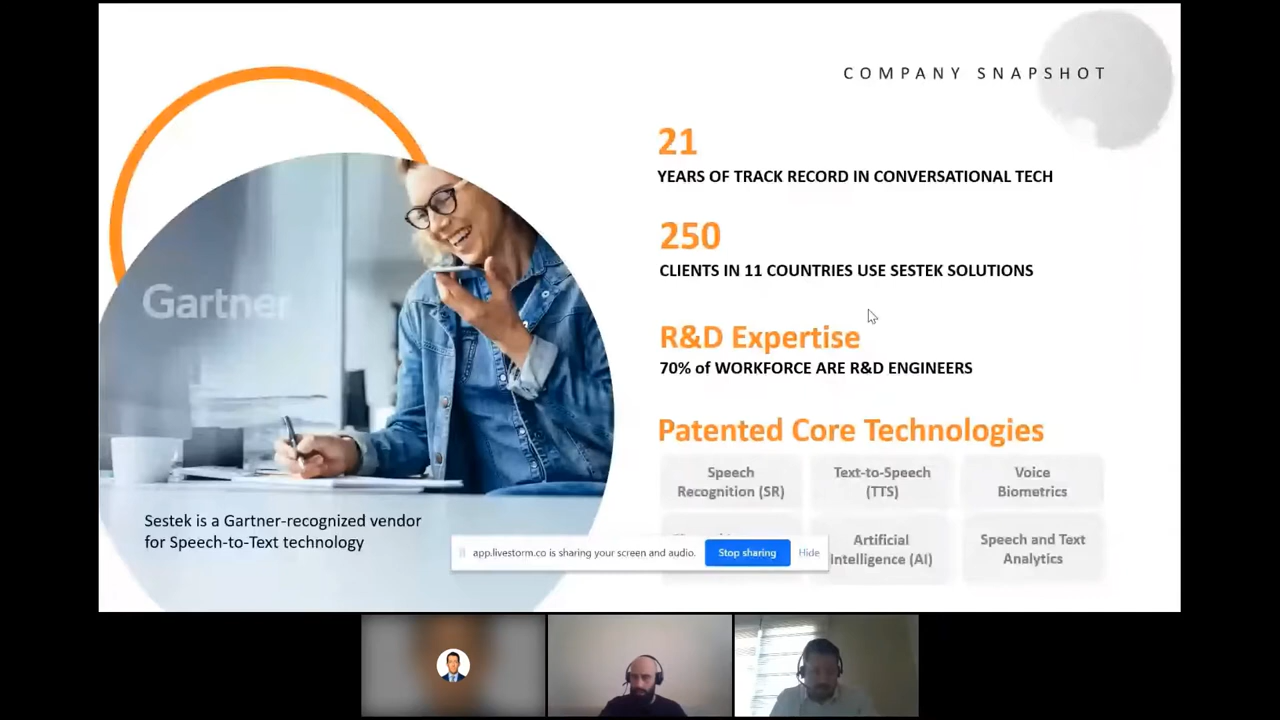 COMPANY SNAPSHOT
21
YEARS OF TRACK RECORD IN CONVERSATIONAL TECH
250
CLIENTS IN 11 COUNTRIES USE SESTEK SOLUTIONS
R&D Expertise
70% of WORKFORCE ARE R&D ENGINEERS
Patented Core Technologies
Speech
Recognition (SR)
Text-to-Speech
(TTS)
Voice
Biometrics
Artificial
Intelligence (AI)
Speech and Text
Analytics
Gartner
Sestek is a Gartner-recognized vendor
for Speech-to-Text technology
app.livestorm.co is sharing your screen and audio.
Stop sharing
Hide